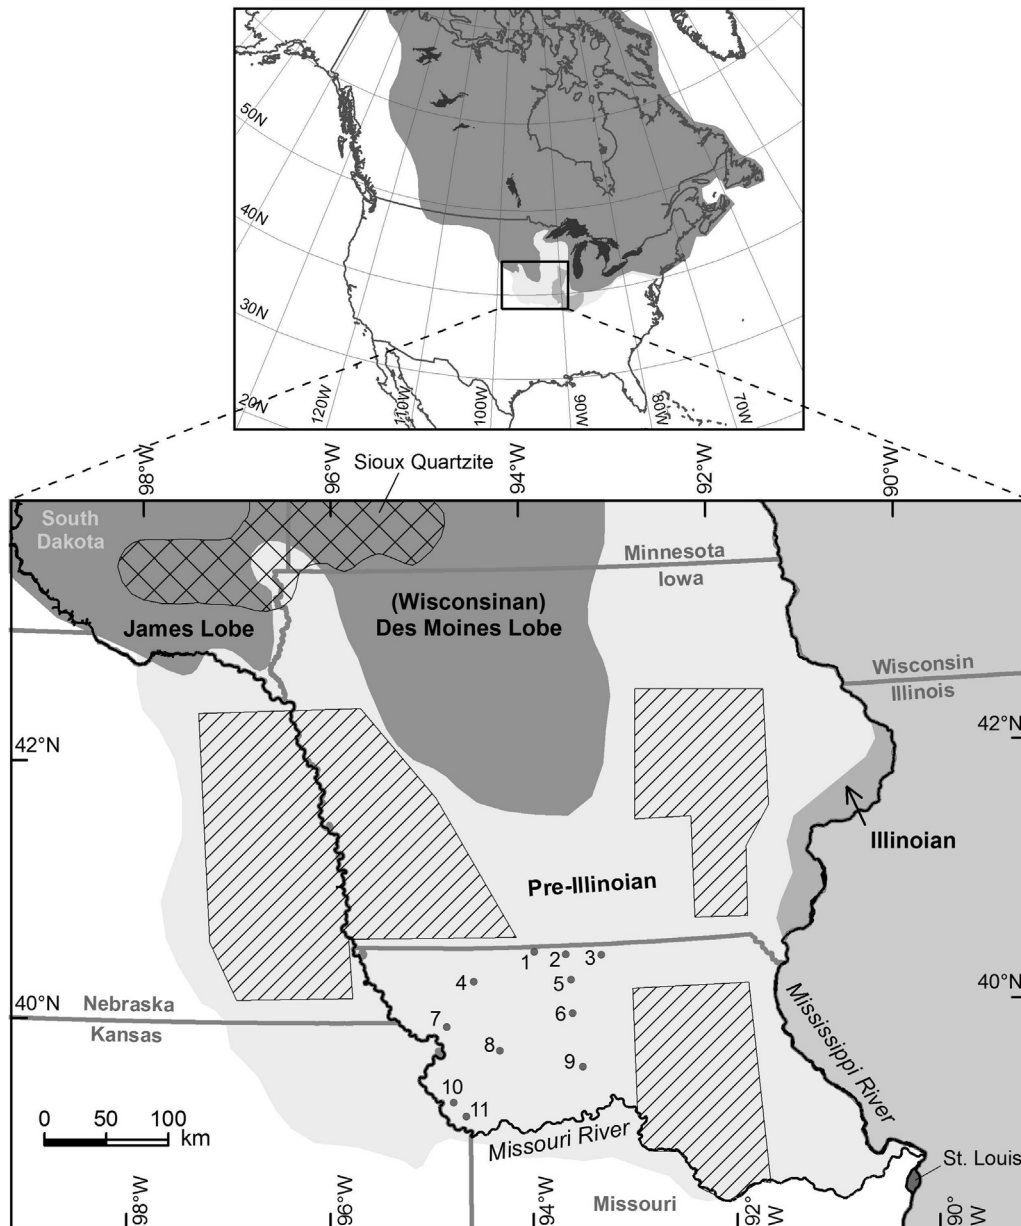 50N
40N
30N
20N
120W
110W
100W
90W
80W
70W
98°W
96°W
Sioux Quartzite
94°W
92°W
90°W
South
Dakota
Minnesota
Iowa
(Wisconsinan)
Des Moines Lobe
James Lobe
Wisconsin
Illinois
42°N
42°N
Illinoian
Pre-Illinoian
1
2
3
4
5
40°N
40°N
Nebraska
Kansas
6
7
8
9
10
11
Mississippi River
0 50 100
km
Missouri River
St. Louis
Missouri
98°W
96°W
94°W
92°W
90°W